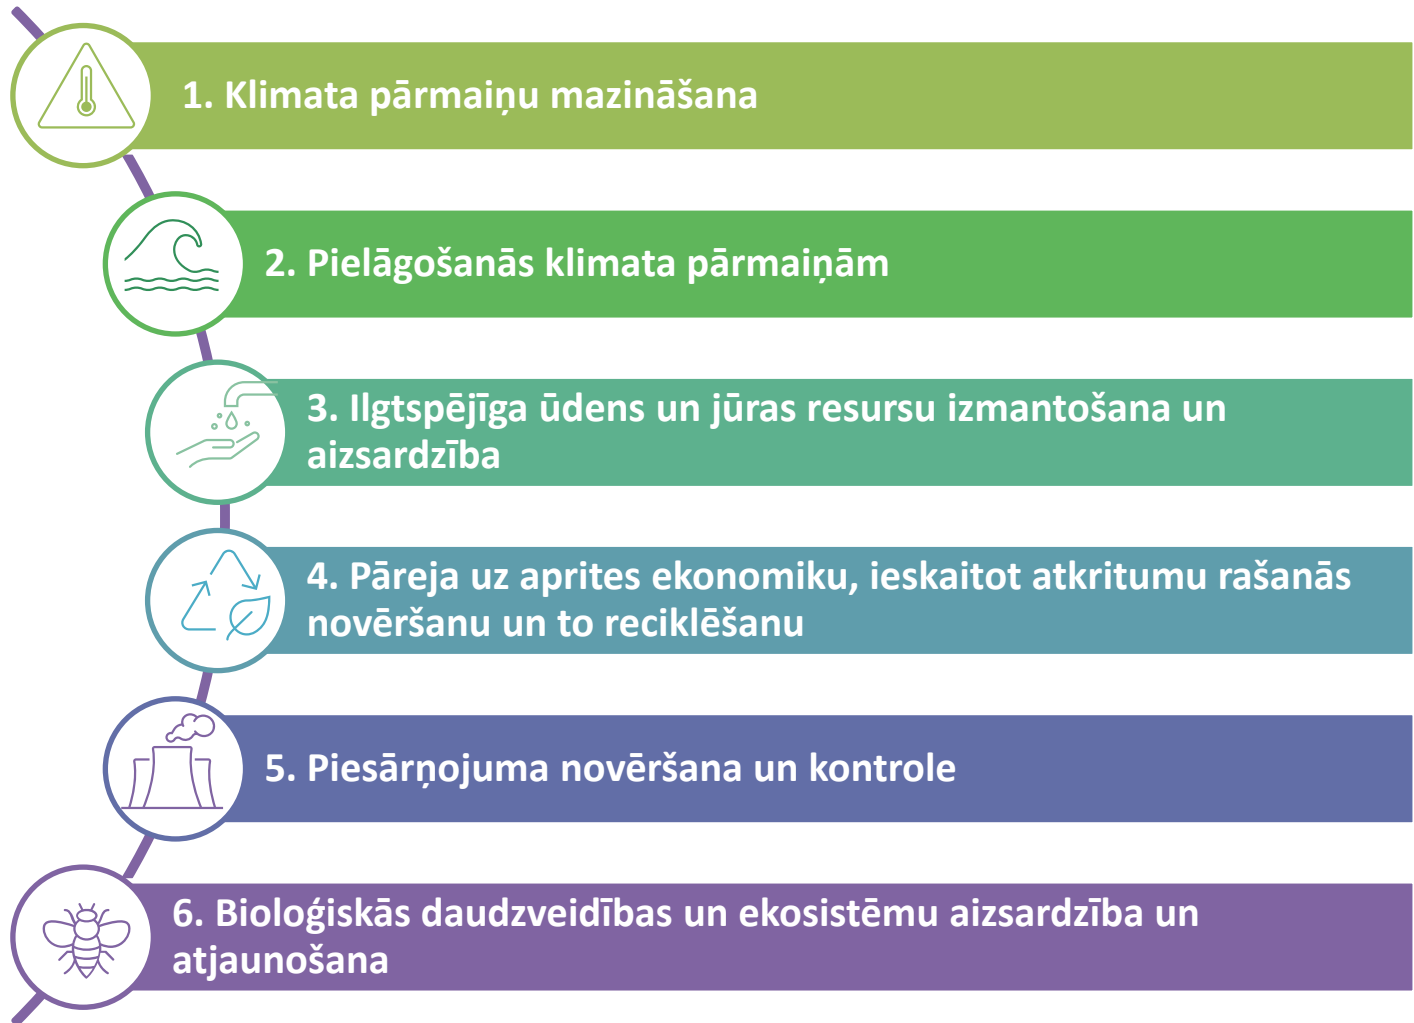 1. Klimata pārmaiņu mazināšana
2. Pielāgošanās klimata pārmaiņām
3. Ilgtspējīga ūdens un jūras resursu izmantošana un
aizsardzība
4. Pāreja uz aprites ekonomiku, ieskaitot atkritumu rašanās
novēršanu un to reciklēšanu
5. Piesārņojuma novēršana un kontrole
6. Bioloģiskās daudzveidības un ekosistēmu aizsardzība un
atjaunošana